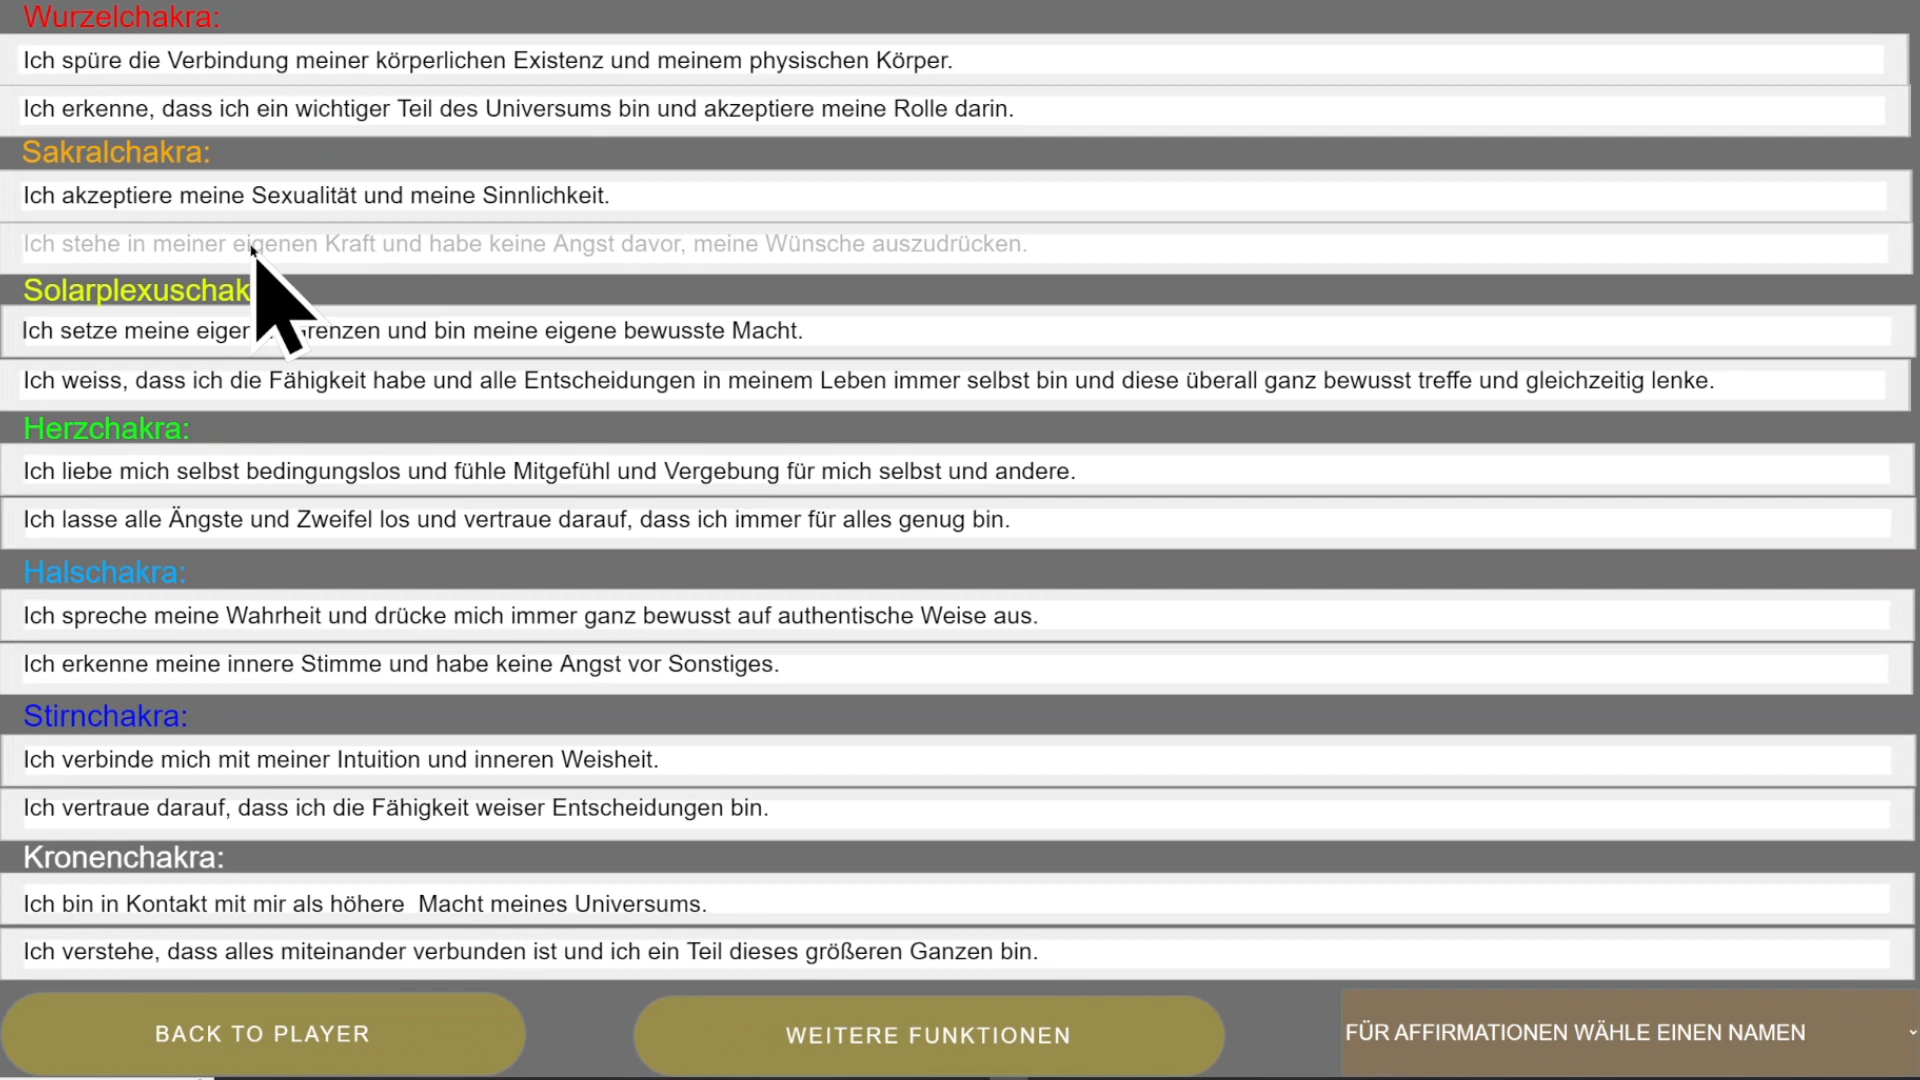 Wurzelchakra:
Ich spüre die Verbindung meiner körperlichen Existenz und meinem physischen Körper.
Ich erkenne, dass ich ein wichtiger Teil des Universums bin und akzeptiere meine Rolle darin.
Sakralchakra:
Ich akzeptiere meine Sexualität und meine Sinnlichkeit.
Ich stehe in meiner eigenen Kraft und habe keine Angst davor, meine Wünsche auszudrücken.
Solarplexuschak
Ich setze meine und bin meine eigene bewusste Macht.
Ich weiss, dass ich die Fähigkeit habe und alle Entscheidungen in meinem Leben immer selbst bin und diese überall ganz bewusst treffe und gleichzeitig lenke.
Herzchakra:
Ich liebe mich selbst bedingungslos und fühle Mitgefühl und Vergebung für mich selbst und andere.
Ich lasse alle Ängste und Zweifel los und vertraue darauf, dass ich immer für alles genug bin.
Halschakra:
Ich spreche meine Wahrheit und drücke mich immer ganz bewusst auf authentische Weise aus.
Ich erkenne meine innere Stimme und habe keine Angst vor Sonstiges.
Stirnchakra:
Ich verbinde mich mit meiner Intuition und inneren Weisheit.
Ich vertraue darauf, dass ich die Fähigkeit weiser Entscheidungen bin.
Kronenchakra:
Ich bin in Kontakt mit mir als höhere  Macht meines Universums.
Ich verstehe, dass alles miteinander verbunden ist und ich ein Teil dieses größeren Ganzen bin.
BACK TO PLAYER
WEITERE FUNKTIONEN
FÜR AFFIRMATIONEN WÄHLE EINEN NAMEN